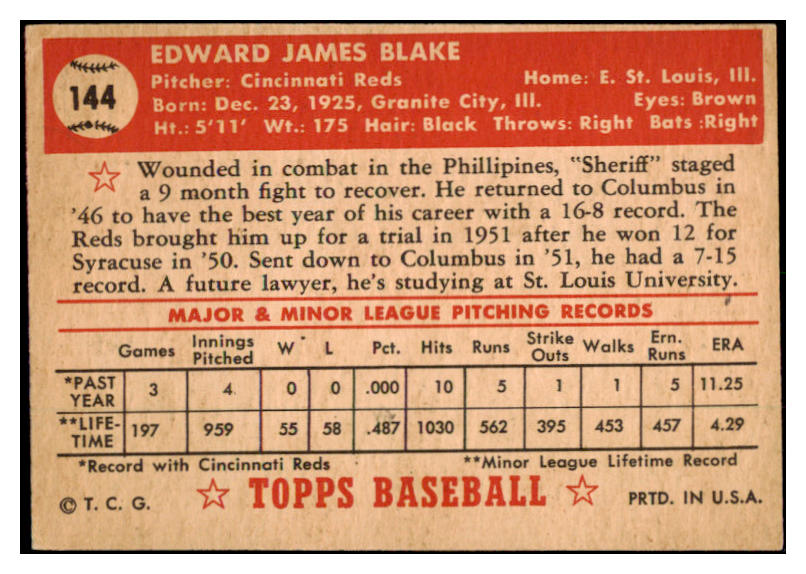 144
EDWARD JAMES BLAKE
Pitcher: Cincinnati Reds Home: E. St. Louis, Ill.
Born: Dec. 23, 1925, Granite City, Ill. Eyes: Brown
Ht.: 5'11' Wt.: 175 Hair: Black Throws: Right Bats :Right
Wounded in combat in the Phillipines, "Sheriff" staged
a 9 month fight to recover. He returned to Columbus in
'46 to have the best year of his career with a 16-8 record. The
Reds brought him up for a trial in 1951 after he won 12 for
Syracuse in '50. Sent down to Columbus in '51, he had a 7-15
record. A future lawyer, he's studying at St. Louis University.
MAJOR & MINOR LEAGUE PITCHING RECORDS
Games Innings Pitched W L Pct. Hits Runs Strike Outs Walks Ern. Runs ERA
*PAST YEAR 3 4 0 0 .000 10 5 1 1 5 11.25
**LIFE-TIME 197 959 55 58 .487 1030 562 395 453 457 4.29
*Record with Cincinnati Reds **Minor League Lifetime Record
© T. C. G. TOPPS BASEBALL PRTD. IN U.S.A.